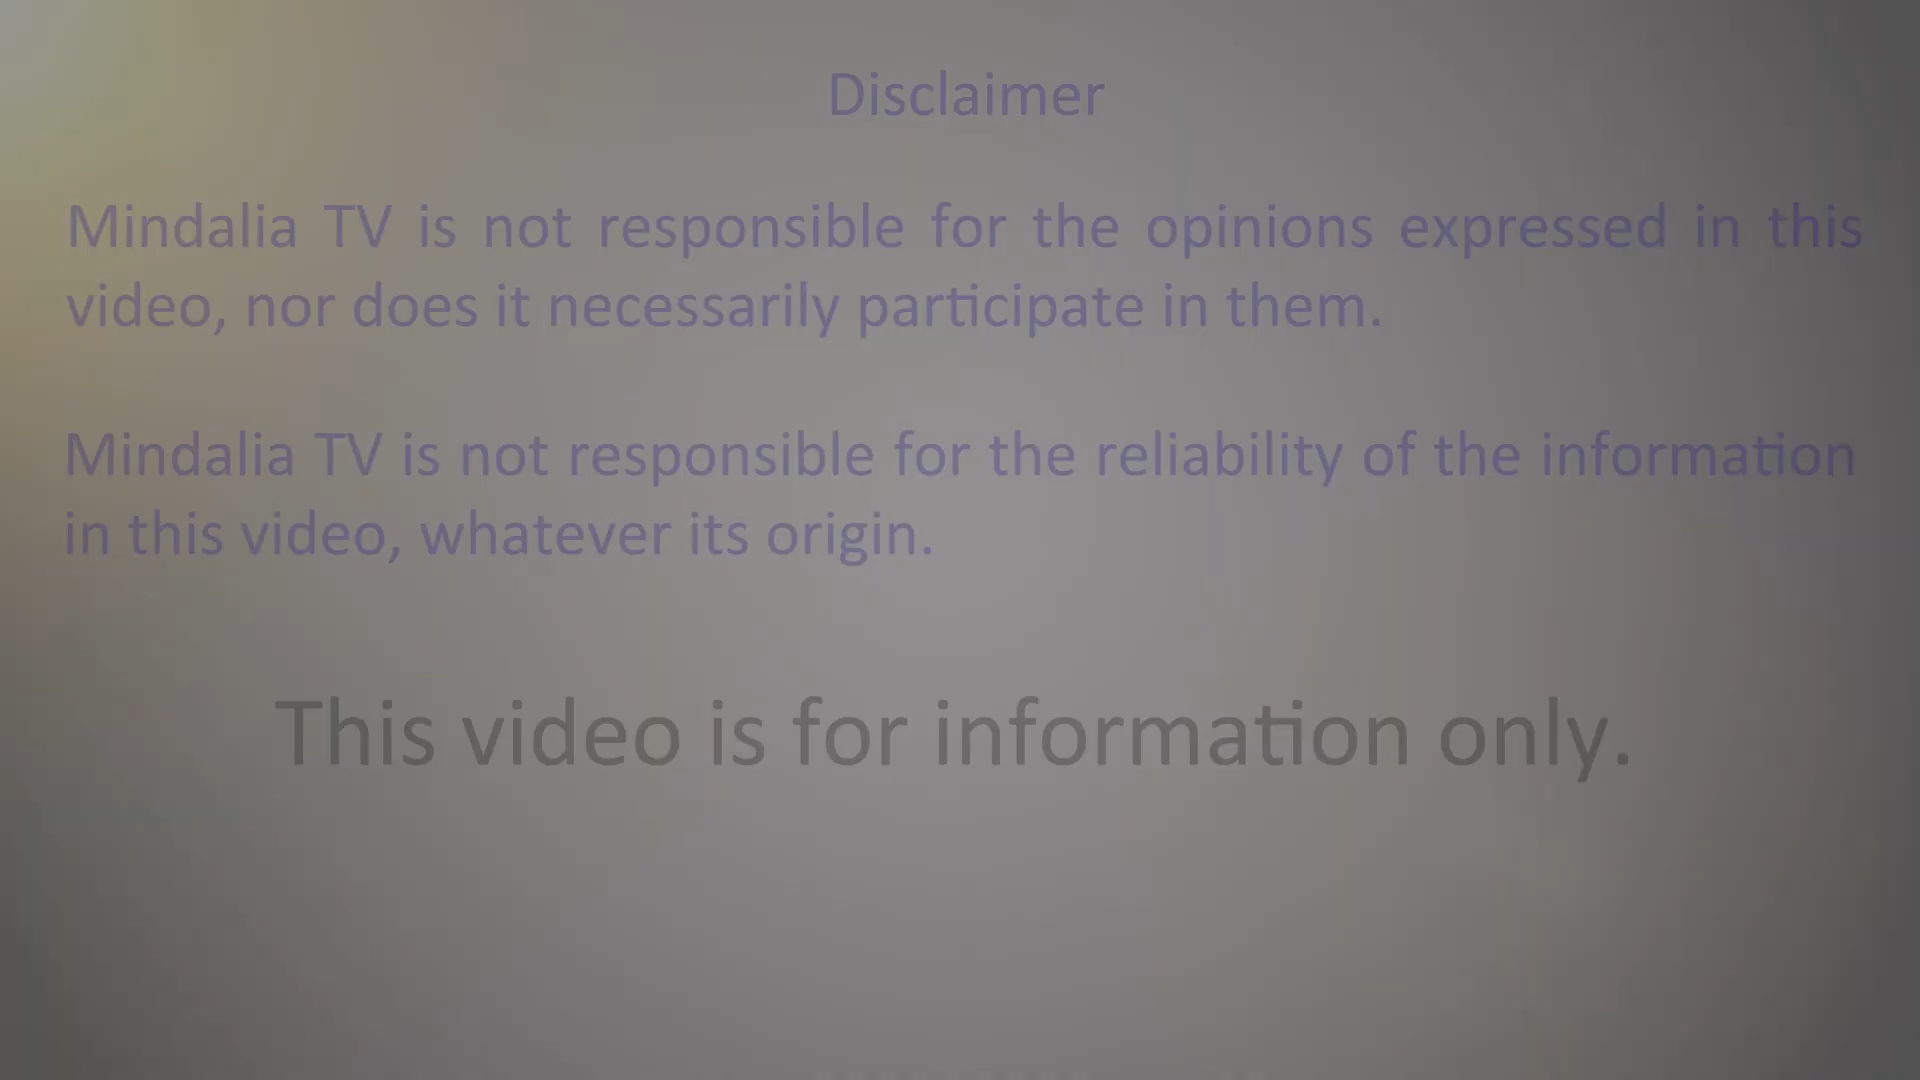 Disclaimer
Mindalia TV is not responsible for the opinions expressed in this
video, nor does it necessarily participate in them.
Mindalia TV is not responsible for the reliability of the information
in this video, whatever its origin.
This video is for information only.